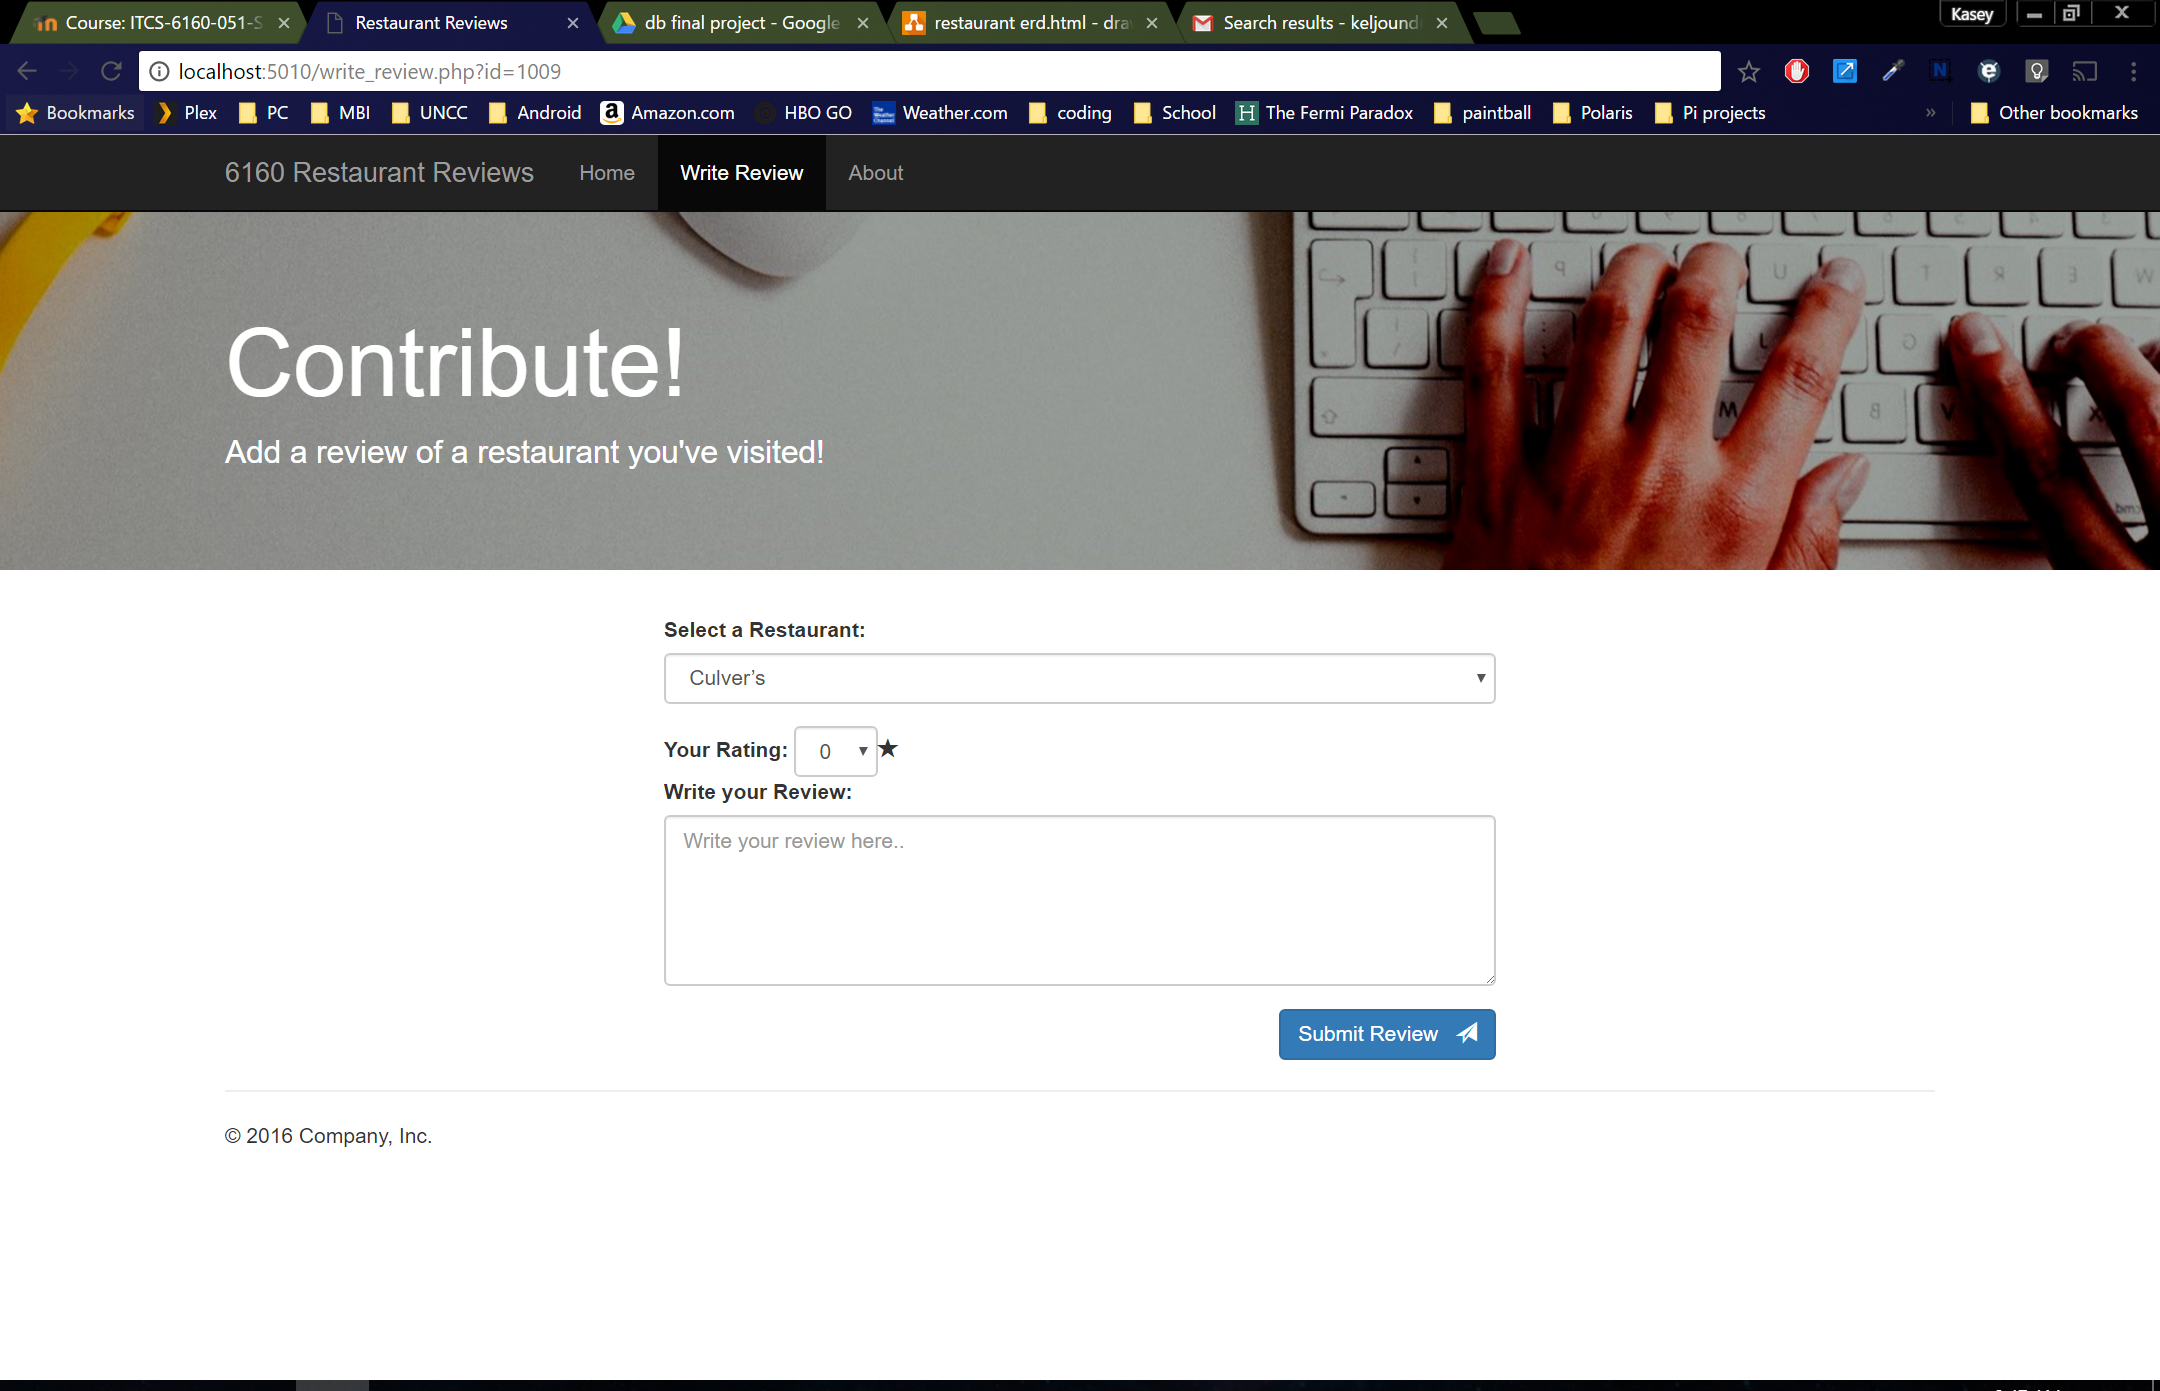 Course: ITCS-6160-051-S
Restaurant Reviews
db final project - Google
restaurant erd.html - dra
Search results - keljound
Kasey
localhost:5010/write_review.php?id=1009
Bookmarks
Plex
PC
MBI
UNCC
Android
Amazon.com
HBO GO
Weather.com
coding
School
The Fermi Paradox
paintball
Polaris
Pi projects
»
Other bookmarks
6160 Restaurant Reviews
Home
Write Review
About
Contribute!
Add a review of a restaurant you've visited!
Select a Restaurant:
Culver’s
Your Rating: 0 ★
Write your Review:
Write your review here..
Submit Review
© 2016 Company, Inc.